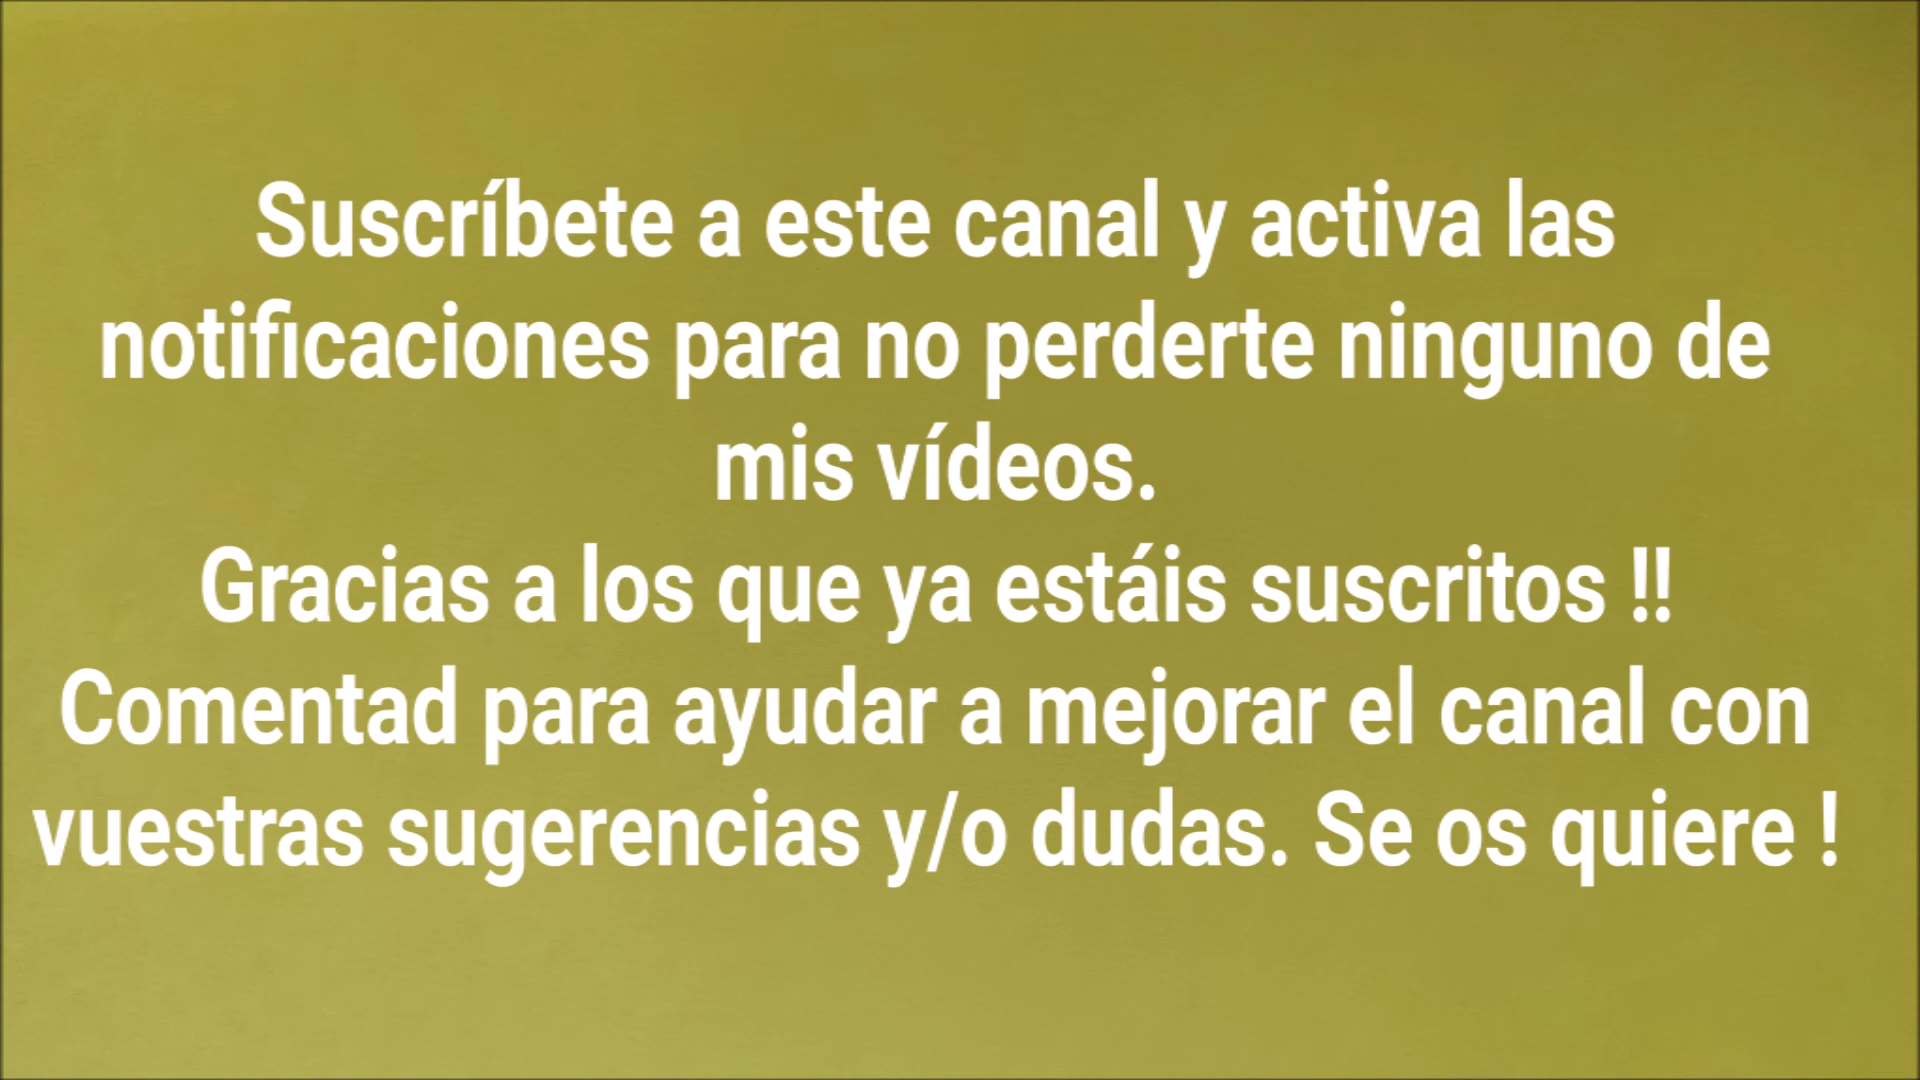 Suscríbete a este canal y activa las
notificaciones para no perderte ninguno de
mis vídeos.
Gracias a los que ya estáis suscritos !!
Comentad para ayudar a mejorar el canal con
vuestras sugerencias y/o dudas. Se os quiere !